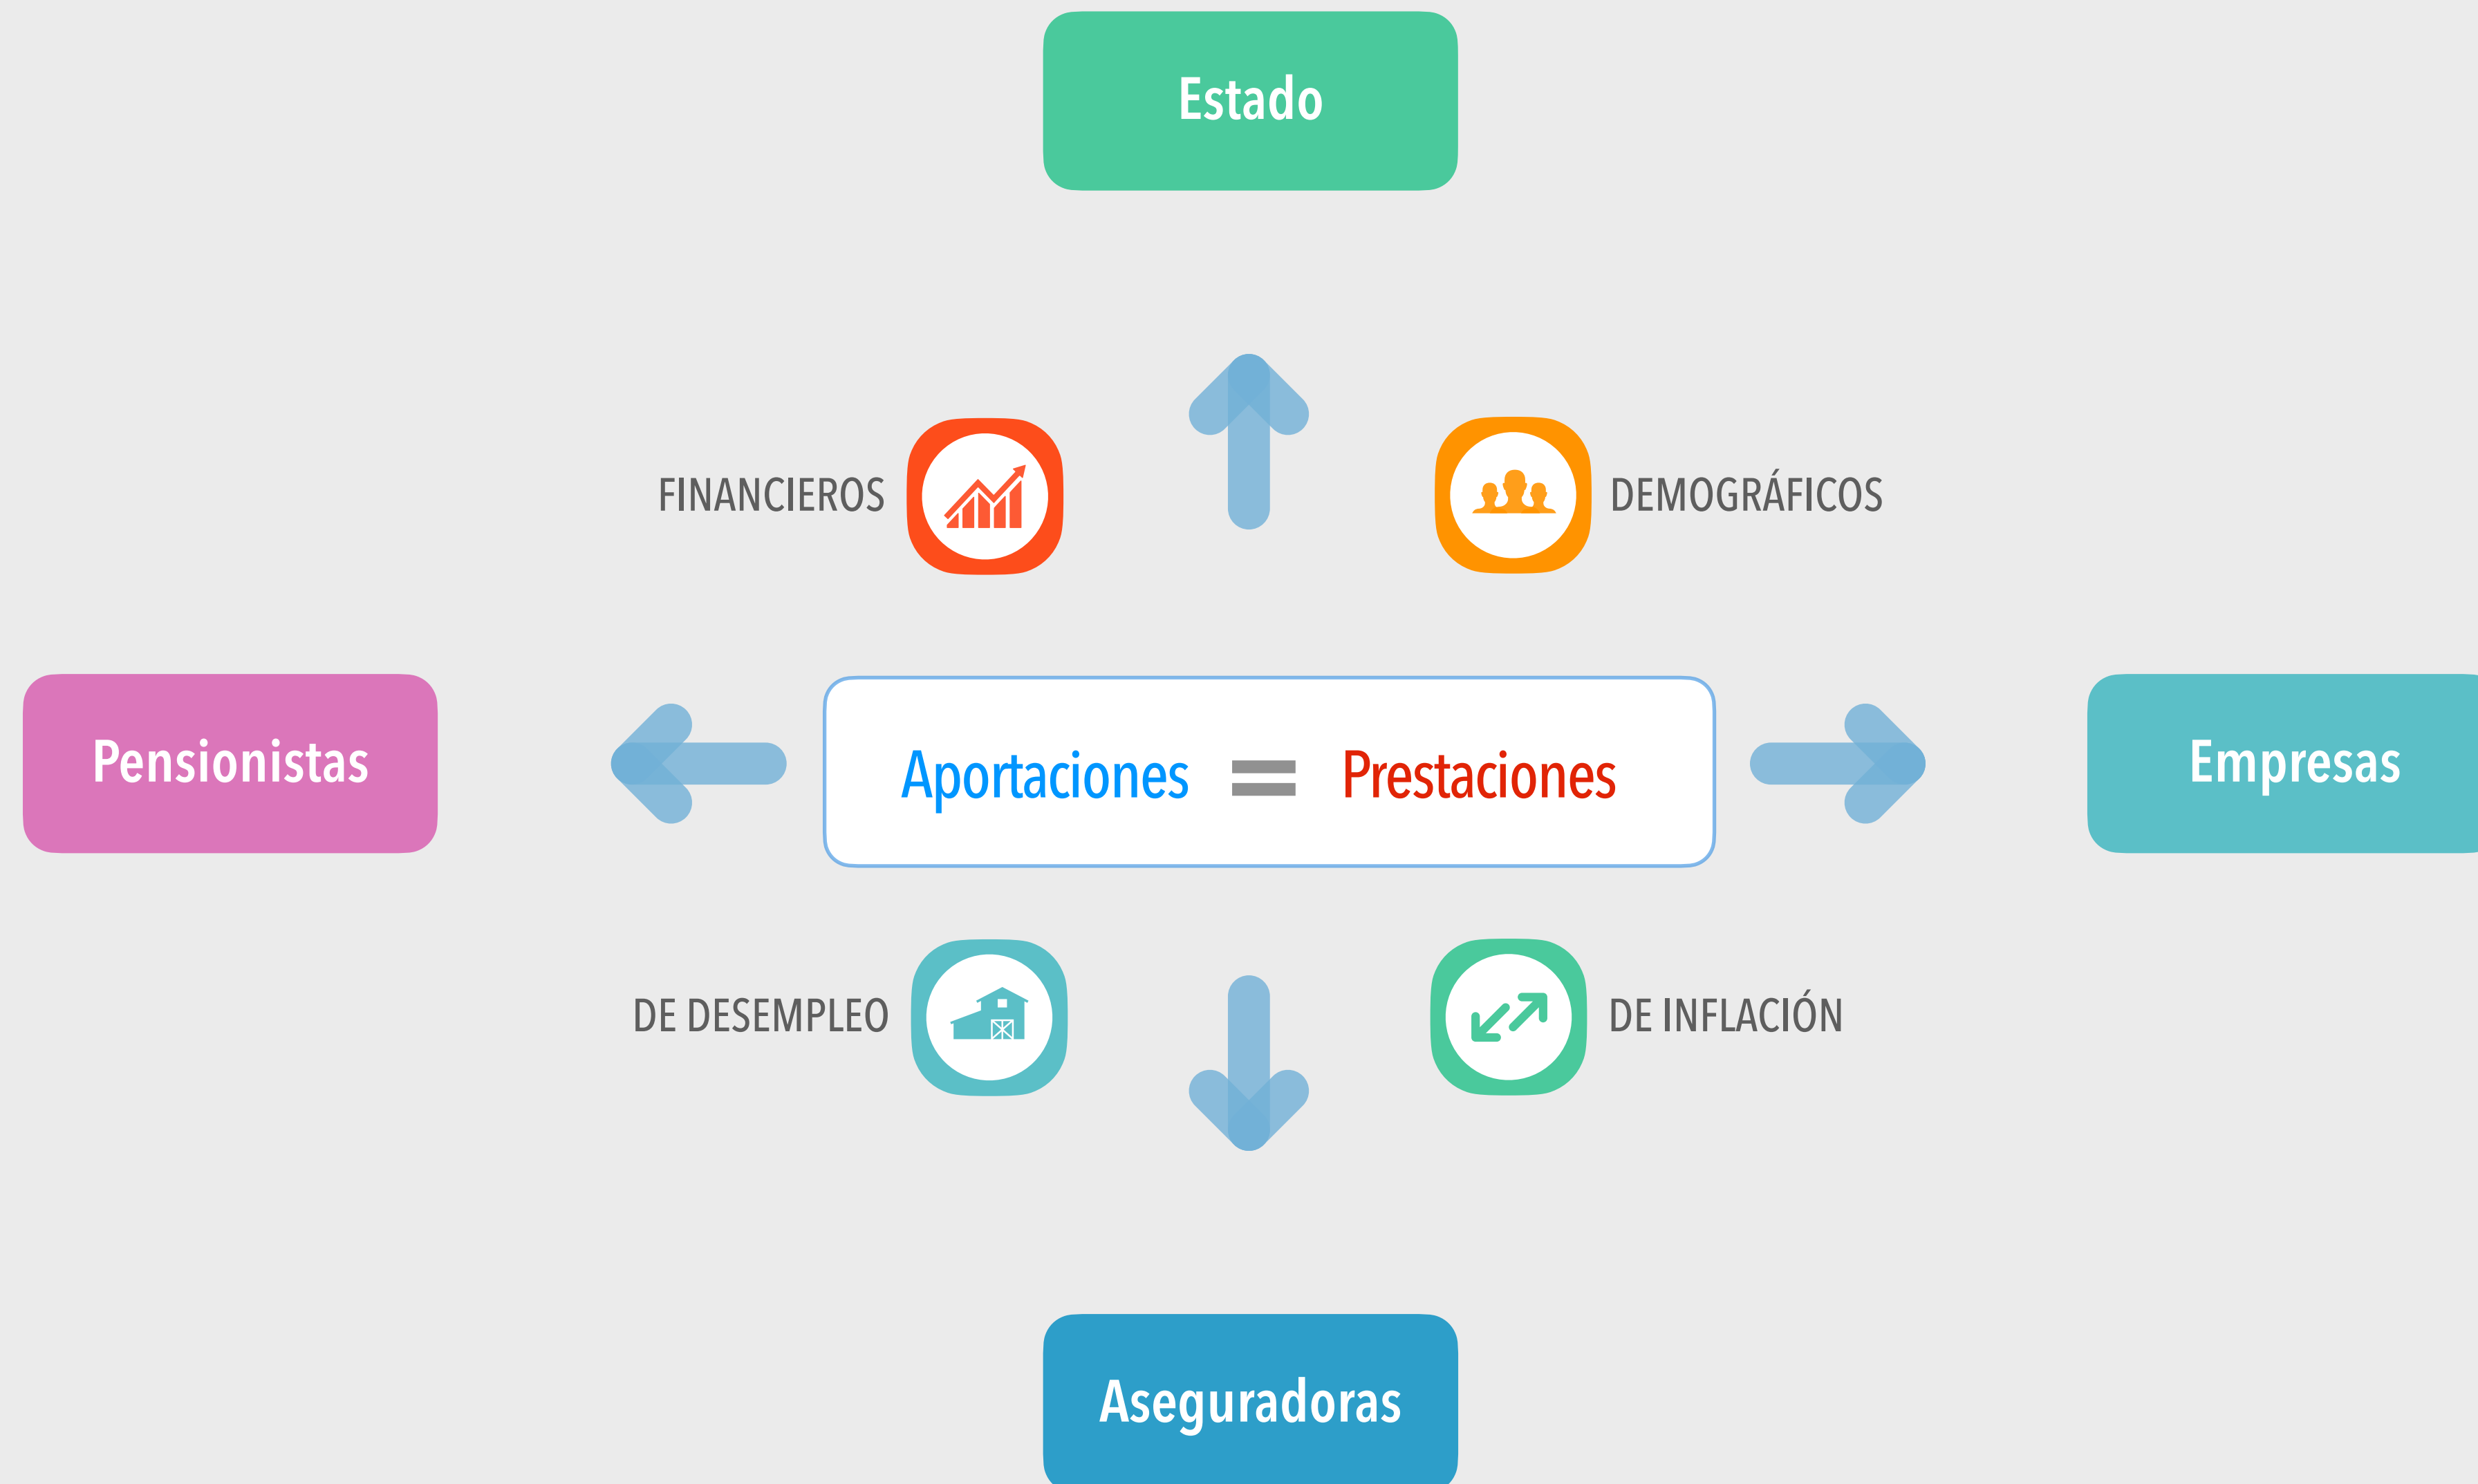 Estado
FINANCIEROS
DEMOGRÁFICOS
Pensionistas
Aportaciones = Prestaciones
Empresas
DE DESEMPLEO
DE INFLACIÓN
Aseguradoras